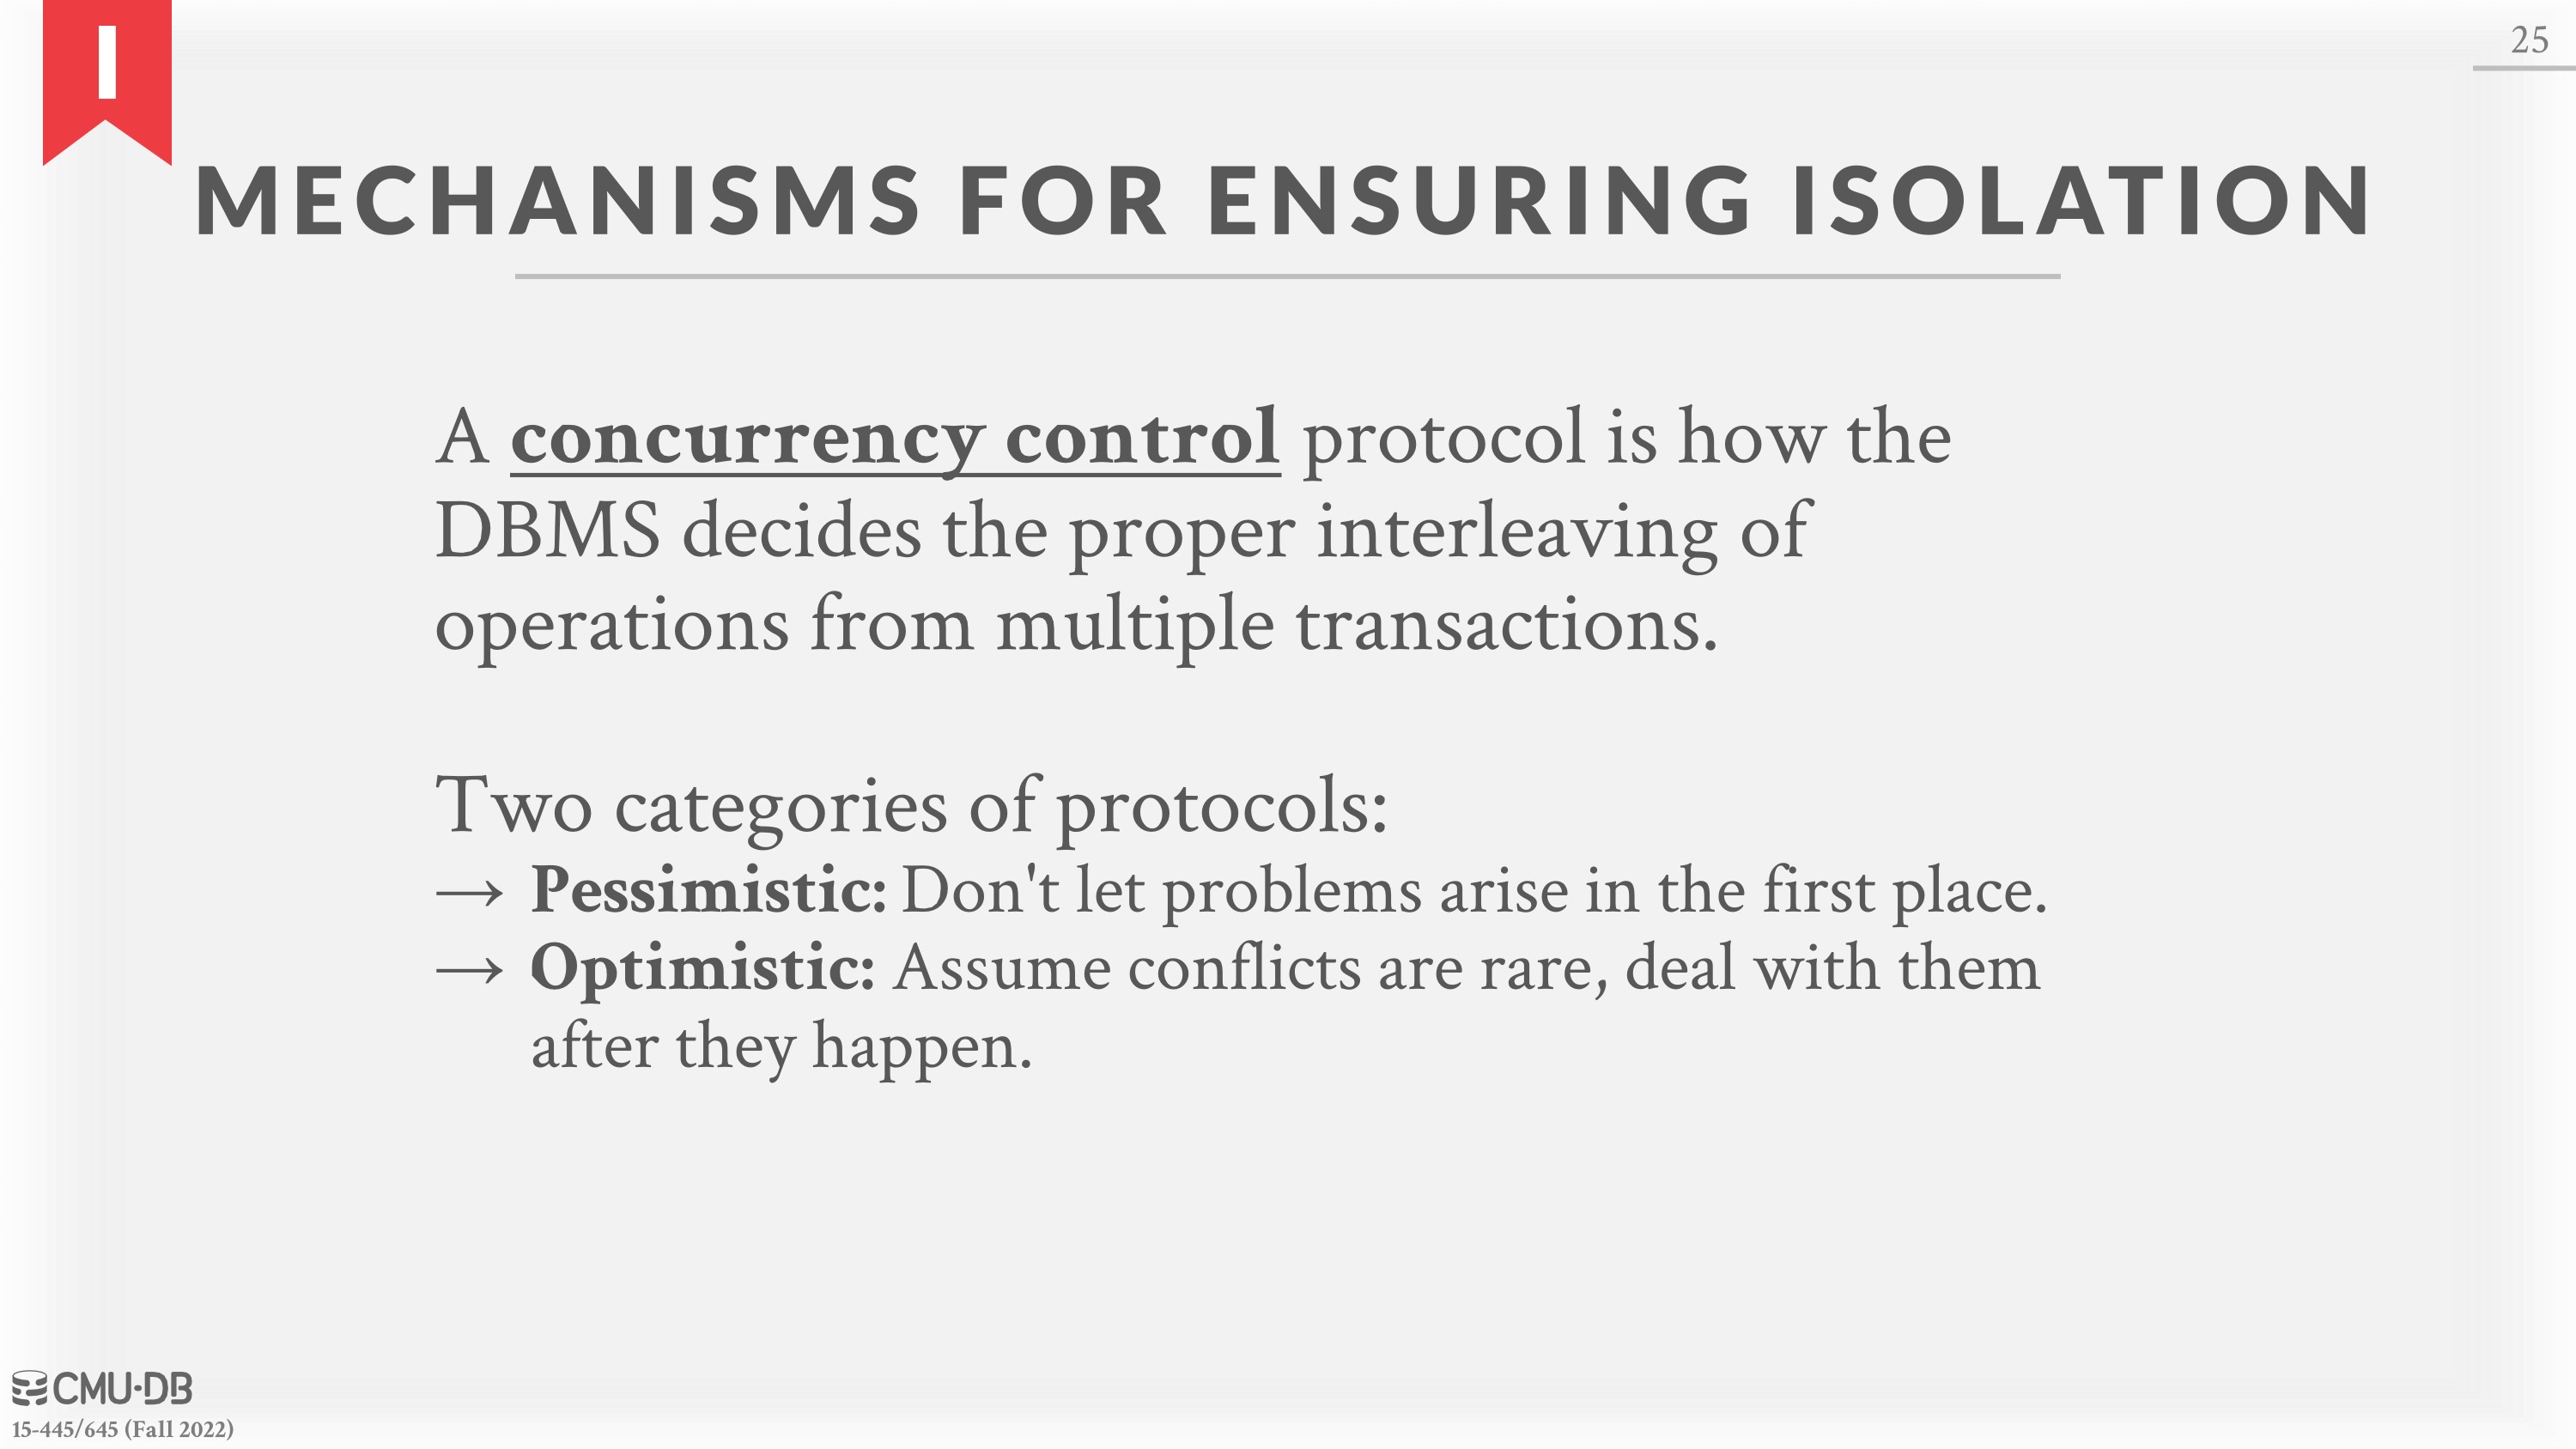 I
25
MECHANISMS FOR ENSURING ISOLATION
A concurrency control protocol is how the
DBMS decides the proper interleaving of
operations from multiple transactions.
Two categories of protocols:
→ Pessimistic: Don't let problems arise in the first place.
→ Optimistic: Assume conflicts are rare, deal with them
after they happen.
CMU·DB
15-445/645 (Fall 2022)